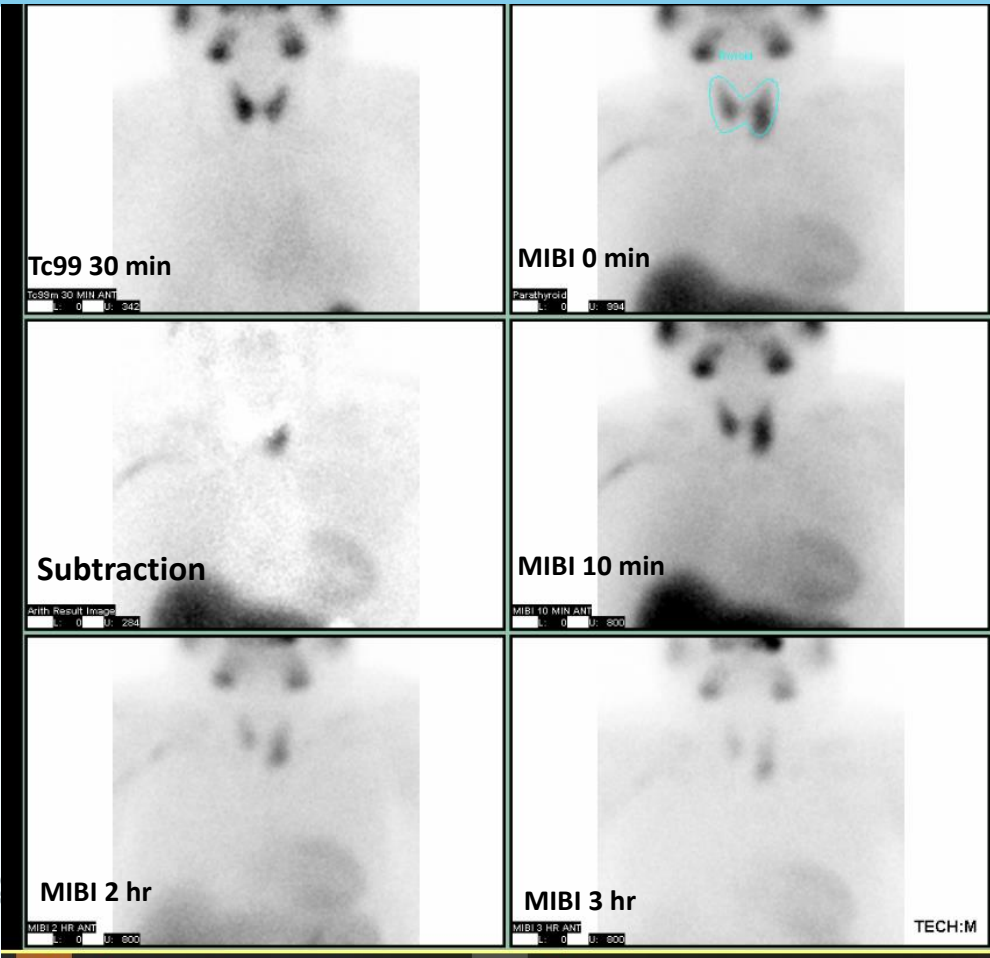 Thyroid
Tc99 30 min
Tc99m 30 MIN ANT
L: 0 U: 342
MIBI 0 min
Parathyroid
L: 0 U: 994
Subtraction
Arith Result Image
L: 0 U: 284
MIBI 10 min
MIBI 10 MIN ANT
L: 0 U: 800
MIBI 2 hr
MIBI 2 HR ANT
L: 0 U: 800
MIBI 3 hr
MIBI 3 HR ANT
L: 0 U: 800
TECH:M